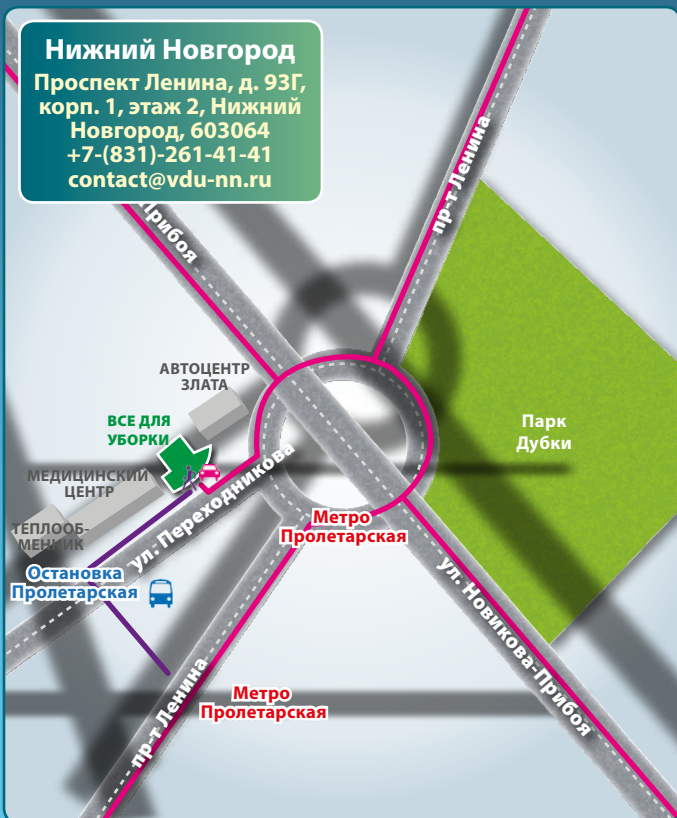 Нижний Новгород
Проспект Ленина, д. 93Г,
корп. 1, этаж 2, Нижний
Новгород, 603064
+7-(831)-261-41-41
contact@vdu-nn.ru
пр-т Ленина
Прибоя
АВТОЦЕНТР
ЗЛАТА
ВСЕ ДЛЯ
УБОРКИ
Парк
Дубки
МЕДИЦИНСКИЙ
ЦЕНТР
ул. Переходникова
Метро
Пролетарская
ТЕПЛООБ-
МЕННИК
Остановка
Пролетарская
ул. Новикова-Прибоя
пр-т Ленина
Метро
Пролетарская